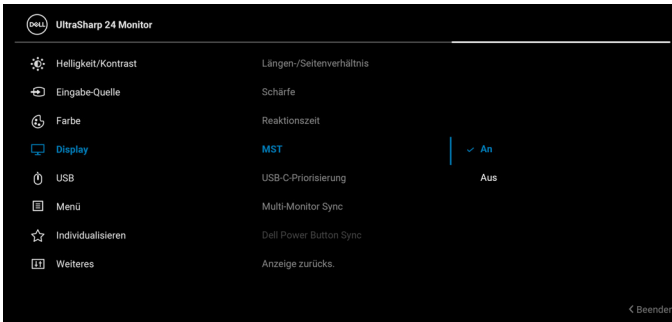 DELL UltraSharp 24 Monitor
Helligkeit/Kontrast Längen-/Seitenverhältnis
Eingabe-Quelle Schärfe
Farbe Reaktionszeit
Display MST An
USB USB-C-Priorisierung Aus
Menü Multi-Monitor Sync
Individualisieren Dell Power Button Sync
Weiteres Anzeige zurücks.
Beenden